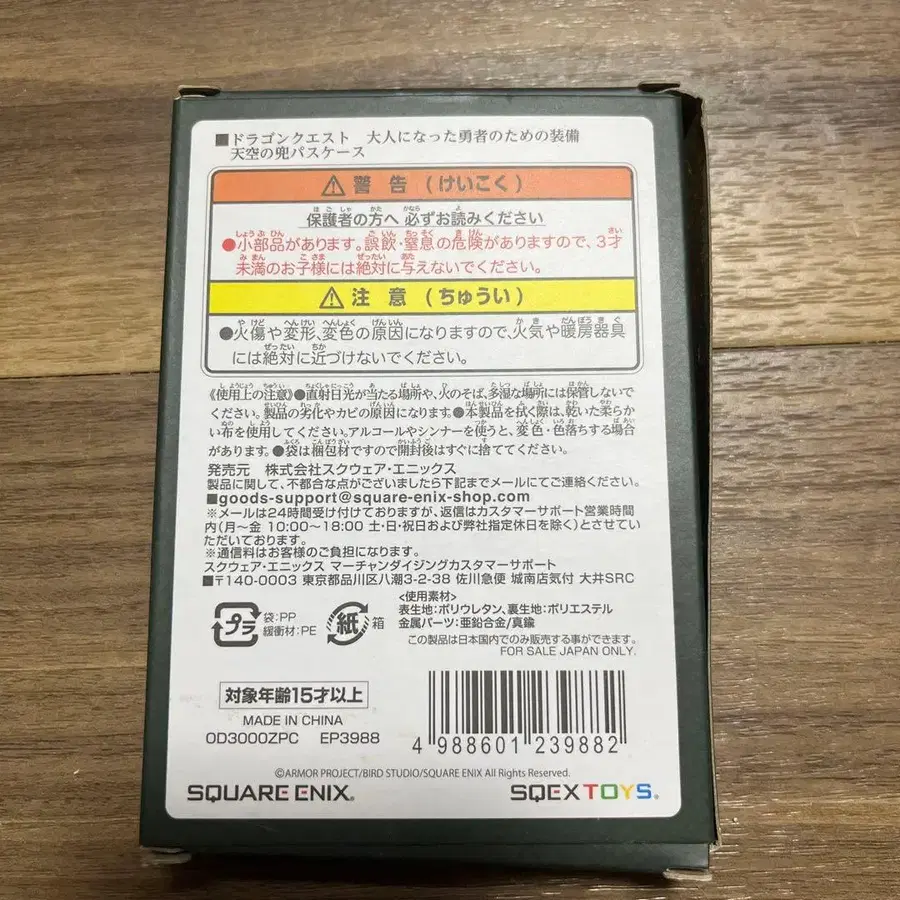 ■ドラゴンクエスト　大人になった勇者のための装備
天空の兜パスケース
⚠ 警 告 （けいこく）
保護者の方へ 必ずお読みください
●小部品があります。誤飲・窒息の危険がありますので、3才
未満のお子様には絶対に与えないでください。
⚠ 注 意 （ちゅうい）
●火傷や変形、変色の原因になりますので、火気や暖房器具
には絶対に近づけないでください。
《使用上の注意》●直射日光が当たる場所や、火のそば、多湿な場所には保管しないで
ください。製品の劣化やカビの原因になります。●本製品を拭く際は、乾いた柔らか
い布を使用してください。アルコールやシンナーを使うと、変色・色落ちする場合
があります。●袋は梱包材ですので開封後はすぐに捨ててください。
発売元　株式会社スクウェア・エニックス
製品に関して、不都合な点がございましたら下記までメールにてご連絡ください。
■goods-support@square-enix-shop.com
※メールは24時間受け付けておりますが、返信はカスタマーサポート営業時間
内（月～金 10:00～18:00 土・日・祝日および弊社指定休日を除く）とさせてい
ただいております。
※通信料はお客様のご負担になります。
スクウェア・エニックス マーチャンダイジングカスタマーサポート
■〒140-0003 東京都品川区八潮3-2-38 佐川急便 城南店気付 大井SRC
プラ 袋:PP
緩衝材:PE
紙 箱
<使用素材>
表生地:ポリウレタン、裏生地:ポリエステル
金属パーツ:亜鉛合金/真鍮
この製品は日本国内でのみ販売する事ができます。
FOR SALE JAPAN ONLY.
対象年齢15才以上
MADE IN CHINA
OD3000ZPC EP3988
4 988601 239882
©ARMOR PROJECT/BIRD STUDIO/SQUARE ENIX All Rights Reserved.
SQUARE ENIX.
SQEX TOYS.